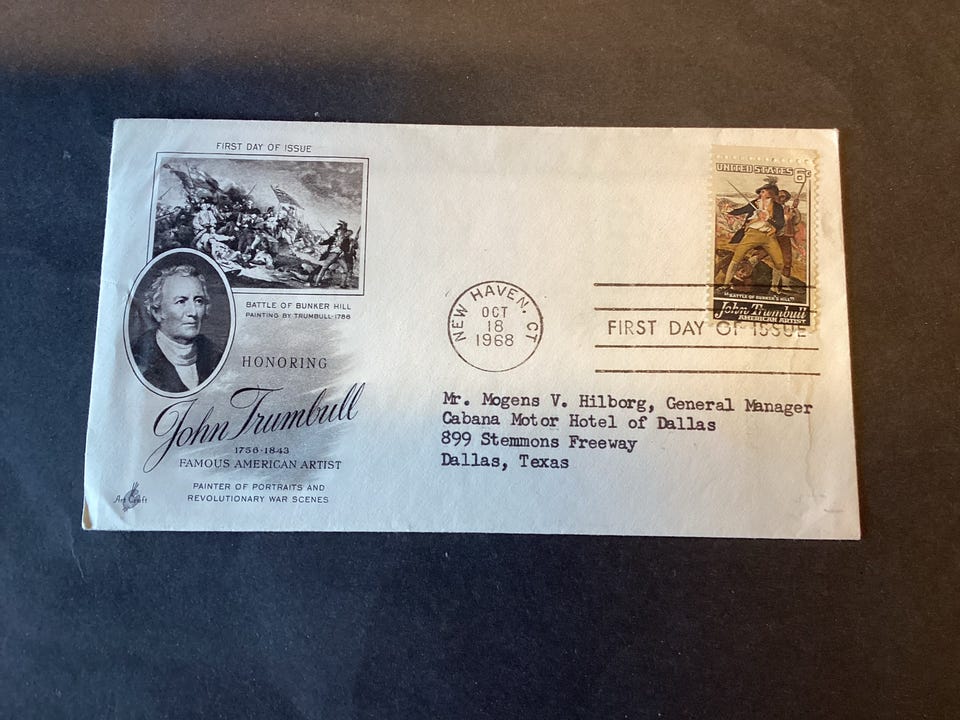 FIRST DAY OF ISSUE
BATTLE OF BUNKER HILL
PAINTING BY TRUMBULL-1786
HONORING
John Trumbull
1756-1843
FAMOUS AMERICAN ARTIST
PAINTER OF PORTRAITS AND
REVOLUTIONARY WAR SCENES
Art Craft
NEW HAVEN, CT
OCT
18
1968
UNITED STATES 6c
"BATTLE OF BUNKER'S HILL"
John Trumbull
AMERICAN ARTIST
FIRST DAY OF ISSUE
Mr. Mogens V. Hilborg, General Manager
Cabana Motor Hotel of Dallas
899 Stemmons Freeway
Dallas, Texas